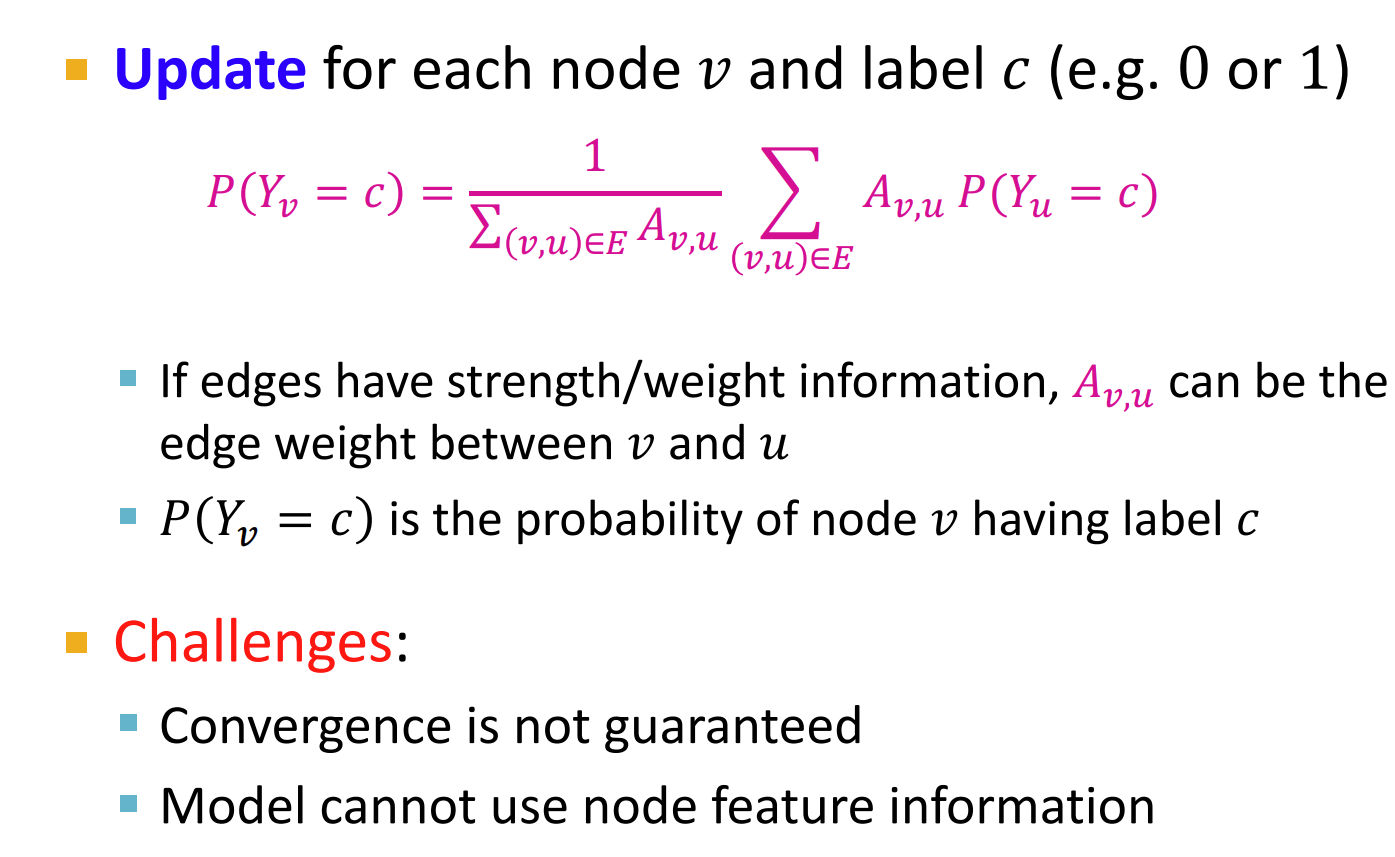 ▪ Update for each node 𝑣 and label 𝑐 (e.g. 0 or 1)
P(Y_v = c) = \frac{1}{\sum_{(v,u)∈E} A_{v,u}} \sum_{(v,u)∈E} A_{v,u} P(Y_u = c)
▪ If edges have strength/weight information, A_{v,u} can be the
edge weight between 𝑣 and 𝑢
▪ P(Y_v = c) is the probability of node 𝑣 having label 𝑐
▪ Challenges:
▪ Convergence is not guaranteed
▪ Model cannot use node feature information